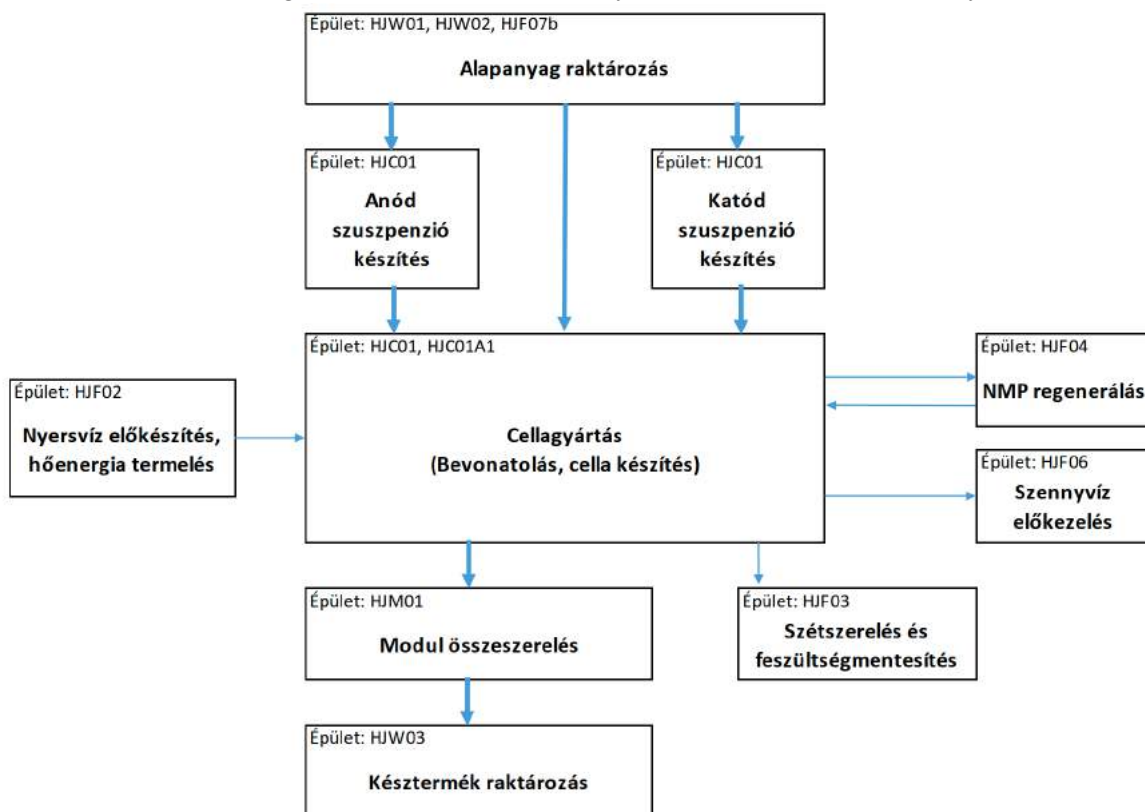 Épület: HJW01, HJW02, HJF07b
Alapanyag raktározás
Épület: HJC01
Anód
szuszpenzió
készítés
Épület: HJC01
Katód
szuszpenzió
készítés
Épület: HJC01, HJC01A1
Cellagyártás
(Bevonatolás, cella készítés)
Épület: HJF02
Nyersvíz előkészítés,
hőenergia termelés
Épület: HJF04
NMP regenerálás
Épület: HJF06
Szennyvíz
előkezelés
Épület: HJM01
Modul összeszerelés
Épület: HJF03
Szétszerelés és
feszültségmentesítés
Épület: HJW03
Késztermék raktározás